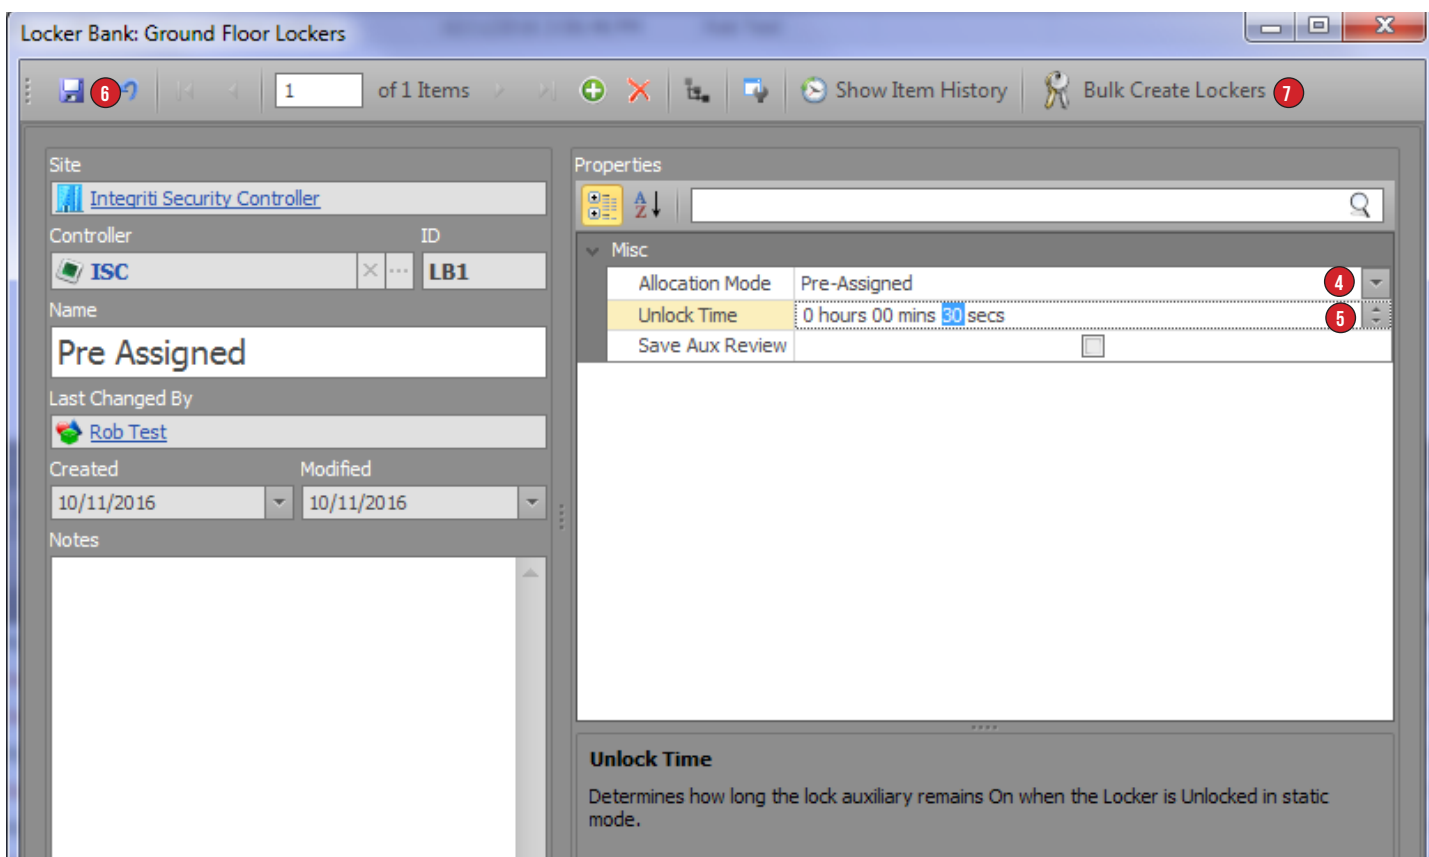 Locker Bank: Ground Floor Lockers
6
1
of 1 Items
Show Item History
Bulk Create Lockers
7
Site
Integriti Security Controller
Controller
ID
ISC
LB1
Name
Pre Assigned
Last Changed By
Rob Test
Created
Modified
10/11/2016
10/11/2016
Notes
Properties
A
Z
Misc
Allocation Mode
Pre-Assigned
4
Unlock Time
0 hours 00 mins 30 secs
5
Save Aux Review
Unlock Time
Determines how long the lock auxiliary remains On when the Locker is Unlocked in static
mode.